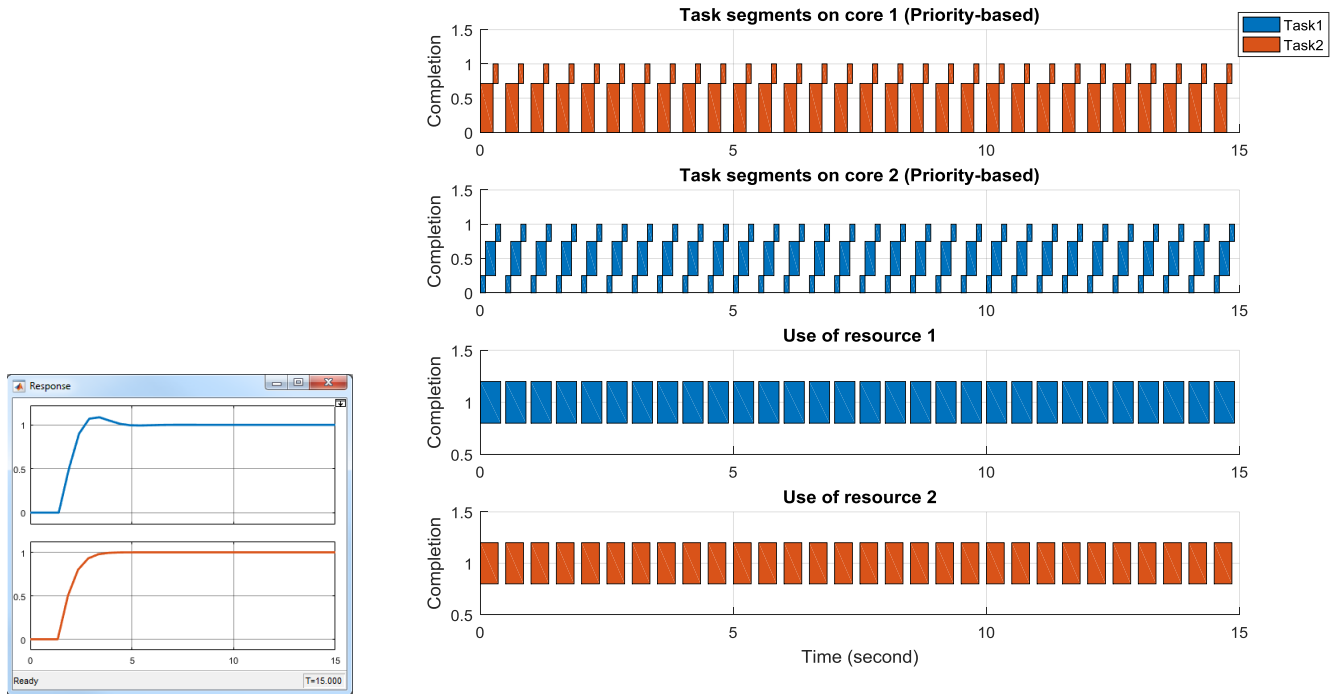 Task segments on core 1 (Priority-based)
Task1
Task2
1.5
1
0.5
0
Completion
0
5
10
15
Task segments on core 2 (Priority-based)
1.5
1
0.5
0
Completion
0
5
10
15
Use of resource 1
1.5
1
0.5
Completion
0
5
10
15
Use of resource 2
1.5
1
0.5
Completion
0
5
10
15
Time (second)
Response
1
0.5
0
1
0.5
0
0
5
10
15
Ready
T=15.000